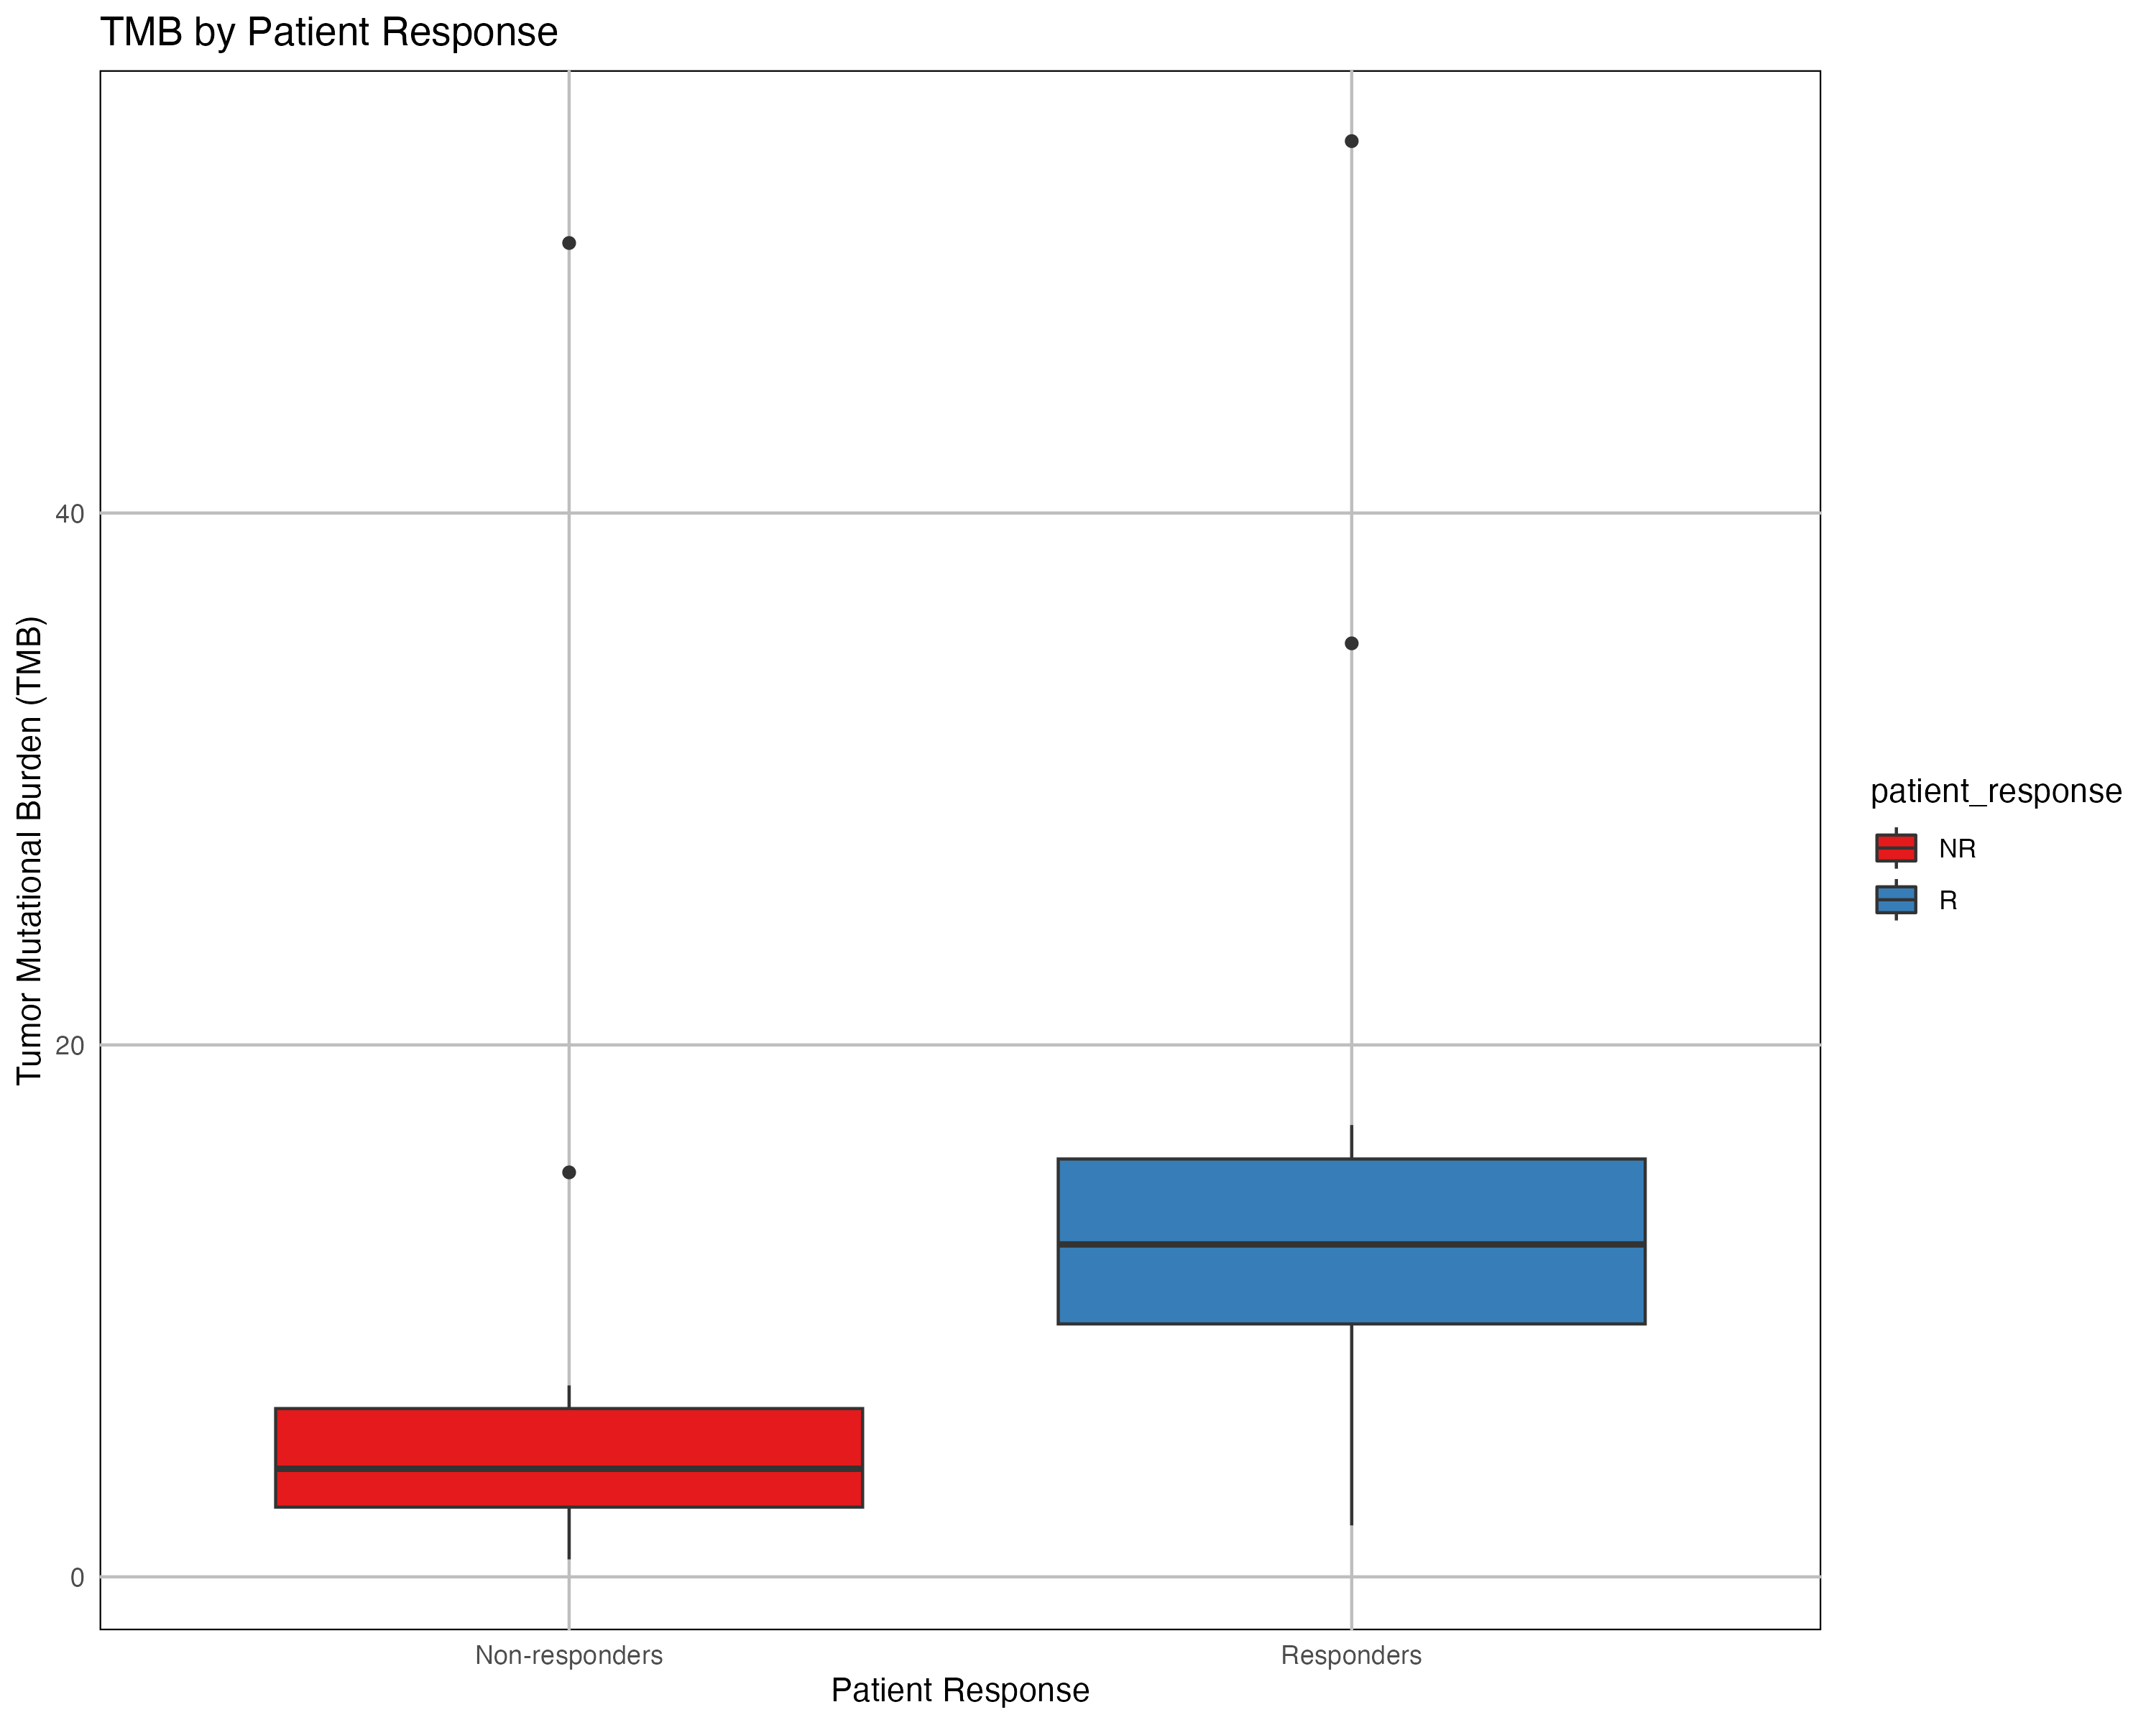 TMB by Patient Response
Tumor Mutational Burden (TMB)
40
20
0
Non-responders
Responders
Patient Response
patient_response
NR
R